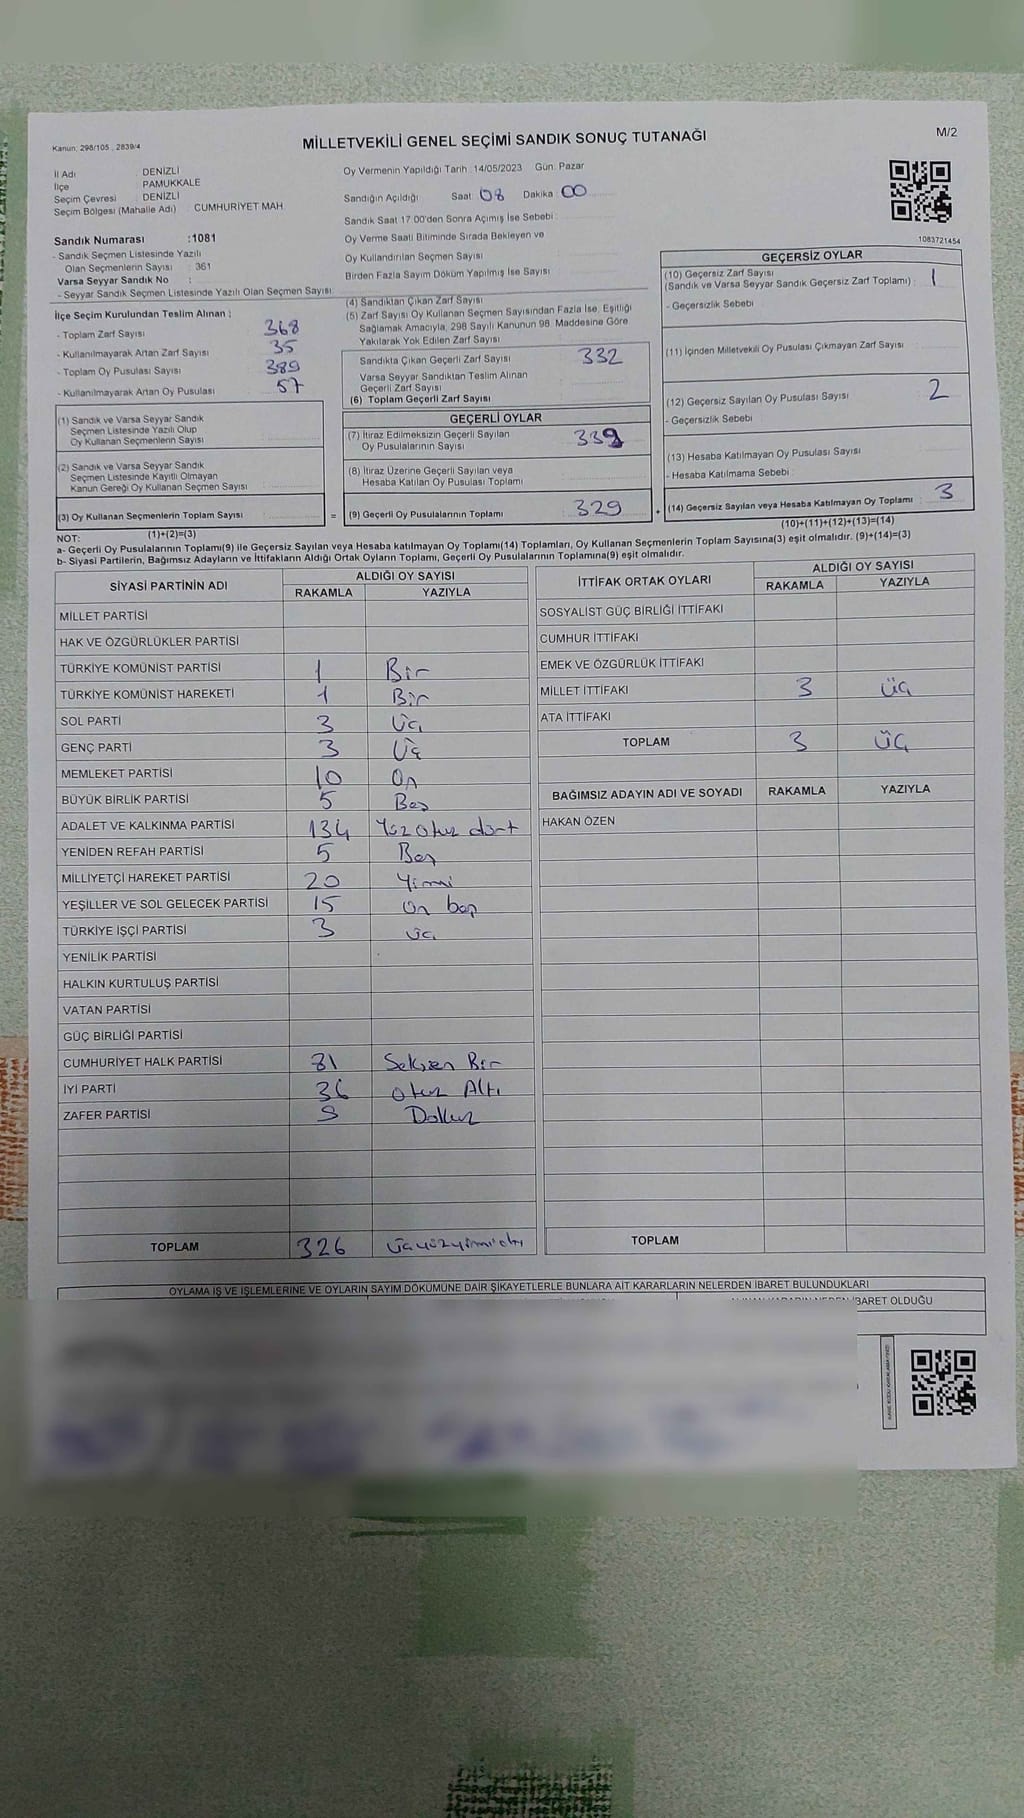 Kanun: 298/105 , 2839/4
MİLLETVEKİLİ GENEL SEÇİMİ SANDIK SONUÇ TUTANAĞI
M/2
İl Adı DENİZLİ
İlçe PAMUKKALE
Seçim Çevresi : DENİZLİ
Seçim Bölgesi (Mahalle Adı) : CUMHURİYET MAH.
Oy Vermenin Yapıldığı Tarih : 14/05/2023 Gün: Pazar
Sandığın Açıldığı Saat 08 Dakika 00
Sandık Saat 17:00'den Sonra Açımış İse Sebebi :
Oy Verme Saati Bitiminde Sırada Bekleyen ve
Oy Kullandırılan Seçmen Sayısı
Birden Fazla Sayım Döküm Yapılmış İse Sayısı
1083721454
Sandık Numarası :1081
- Sandık Seçmen Listesinde Yazılı
Olan Seçmenlerin Sayısı : 361
Varsa Seyyar Sandık No :
- Seyyar Sandık Seçmen Listesinde Yazılı Olan Seçmen Sayısı:
İlçe Seçim Kurulundan Teslim Alınan ;
- Toplam Zarf Sayısı 368
- Kullanılmayarak Artan Zarf Sayısı 35
- Toplam Oy Pusulası Sayısı 389
- Kullanılmayarak Artan Oy Pusulası 57
(4) Sandıktan Çıkan Zarf Sayısı
(5) Zarf Sayısı Oy Kullanan Seçmen Sayısından Fazla İse, Eşitliği
Sağlamak Amacıyla, 298 Sayılı Kanunun 98. Maddesine Göre
Yakılarak Yok Edilen Zarf Sayısı
Sandıkta Çıkan Geçerli Zarf Sayısı 332
Varsa Seyyar Sandıktan Teslim Alınan
Geçerli Zarf Sayısı
(6) Toplam Geçerli Zarf Sayısı
GEÇERSİZ OYLAR
(10) Geçersiz Zarf Sayısı
(Sandık ve Varsa Seyyar Sandık Geçersiz Zarf Toplamı) : 1
- Geçersizlik Sebebi
(11) İçinden Milletvekili Oy Pusulası Çıkmayan Zarf Sayısı
(12) Geçersiz Sayılan Oy Pusulası Sayısı 2
- Geçersizlik Sebebi
(13) Hesaba Katılmayan Oy Pusulası Sayısı
- Hesaba Katılmama Sebebi
(14) Geçersiz Sayılan veya Hesaba Katılmayan Oy Toplamı : 3
(10)+(11)+(12)+(13)=(14)
(1) Sandık ve Varsa Seyyar Sandık
Seçmen Listesinde Yazılı Olup
Oy Kullanan Seçmenlerin Sayısı
(2) Sandık ve Varsa Seyyar Sandık
Seçmen Listesinde Kayıtlı Olmayan
Kanun Gereği Oy Kullanan Seçmen Sayısı
(3) Oy Kullanan Seçmenlerin Toplam Sayısı =
(1)+(2)=(3)
GEÇERLİ OYLAR
(7) İtiraz Edilmeksizin Geçerli Sayılan
Oy Pusulalarının Sayısı
(8) İtiraz Üzerine Geçerli Sayılan veya
Hesaba Katılan Oy Pusulası Toplamı
(9) Geçerli Oy Pusulalarının Toplamı : 329 +
NOT:
a- Geçerli Oy Pusulalarının Toplamı(9) ile Geçersiz Sayılan veya Hesaba katılmayan Oy Toplamı(14) Toplamları, Oy Kullanan Seçmenlerin Toplam Sayısına(3) eşit olmalıdır. (9)+(14)=(3)
b- Siyasi Partilerin, Bağımsız Adayların ve İttifakların Aldığı Ortak Oyların Toplamı, Geçerli Oy Pusulalarının Toplamına(9) eşit olmalıdır.
SİYASİ PARTİNİN ADI ALDIĞI OY SAYISI
RAKAMLA YAZIYLA
MİLLET PARTİSİ
HAK VE ÖZGÜRLÜKLER PARTİSİ
TÜRKİYE KOMÜNİST PARTİSİ 1 Bir
TÜRKİYE KOMÜNİST HAREKETİ 1 Bir
SOL PARTİ 3 Üç
GENÇ PARTİ 3 Üç
MEMLEKET PARTİSİ 10 On
BÜYÜK BİRLİK PARTİSİ 5 Beş
ADALET VE KALKINMA PARTİSİ 134 Yüz otuz dört
YENİDEN REFAH PARTİSİ 5 Beş
MİLLİYETÇİ HAREKET PARTİSİ 20 Yirmi
YEŞİLLER VE SOL GELECEK PARTİSİ 15 On beş
TÜRKİYE İŞÇİ PARTİSİ 3 Üç
YENİLİK PARTİSİ
HALKIN KURTULUŞ PARTİSİ
VATAN PARTİSİ
GÜÇ BİRLİĞİ PARTİSİ
CUMHURİYET HALK PARTİSİ 81 Seksen Bir
İYİ PARTİ 36 Otuz Altı
ZAFER PARTİSİ 9 Dokuz
TOPLAM 326 Üçyüzyirmialtı
İTTİFAK ORTAK OYLARI ALDIĞI OY SAYISI
RAKAMLA YAZIYLA
SOSYALİST GÜÇ BİRLİĞİ İTTİFAKI
CUMHUR İTTİFAKI
EMEK VE ÖZGÜRLÜK İTTİFAKI
MİLLET İTTİFAKI 3 üç
ATA İTTİFAKI
TOPLAM 3 ÜÇ
BAĞIMSIZ ADAYIN ADI VE SOYADI RAKAMLA YAZIYLA
HAKAN ÖZEN
TOPLAM
OYLAMA İŞ VE İŞLEMLERİNE VE OYLARIN SAYIM DÖKÜMÜNE DAİR ŞİKAYETLERLE BUNLARA AİT KARARLARIN NELERDEN İBARET BULUNDUKLARI
İBARET OLDUĞU